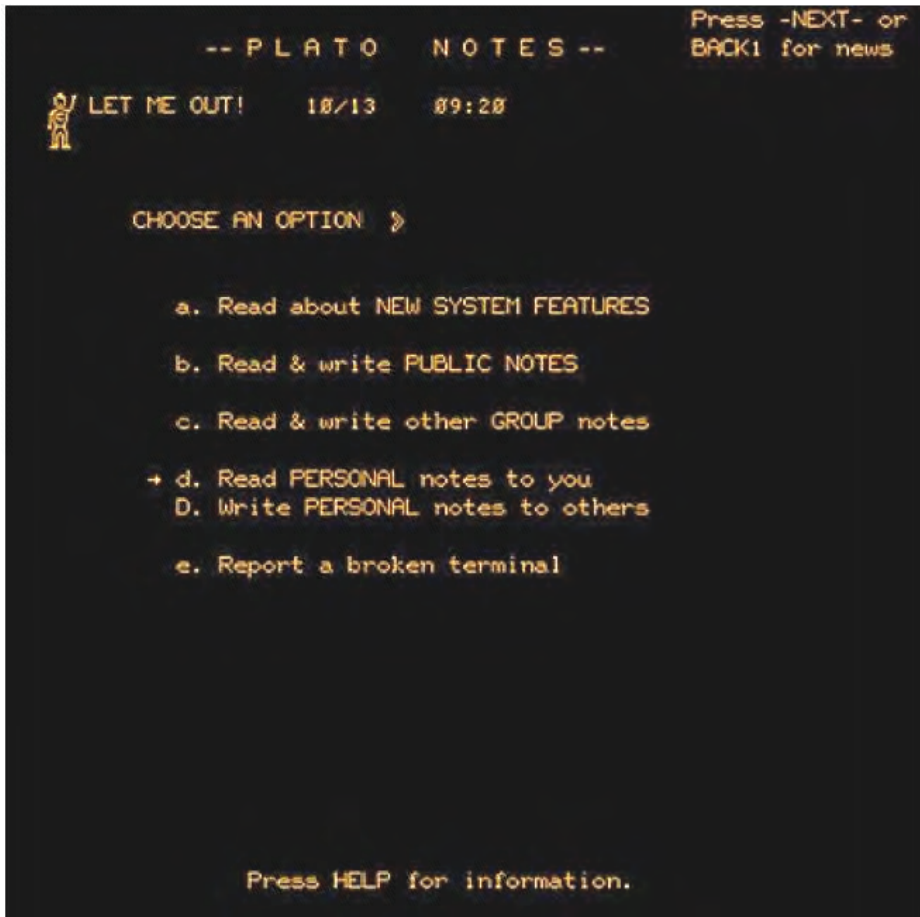 Press -NEXT- or
--PLATO NOTES--
BACK1 for news
LET ME OUT! 10/13 09:20
CHOOSE AN OPTION
a. Read about NEW SYSTEM FEATURES
b. Read & write PUBLIC NOTES
c. Read & write other GROUP notes
→ d. Read PERSONAL notes to you
D. Write PERSONAL notes to others
e. Report a broken terminal
Press HELP for information.